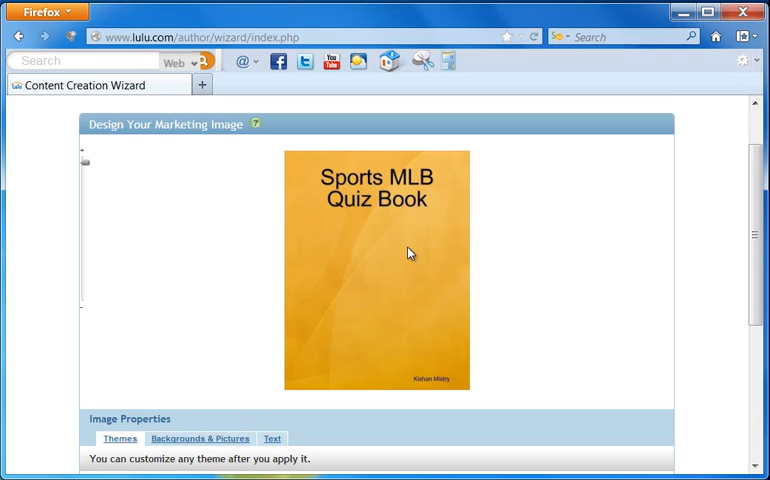 Firefox
www.lulu.com/author/wizard/index.php
Search
Search
Web
@
You
Tube
Content Creation Wizard
+
Design Your Marketing Image ?
Sports MLB
Quiz Book
Kishan Mistry
Image Properties
Themes
Backgrounds & Pictures
Text
You can customize any theme after you apply it.